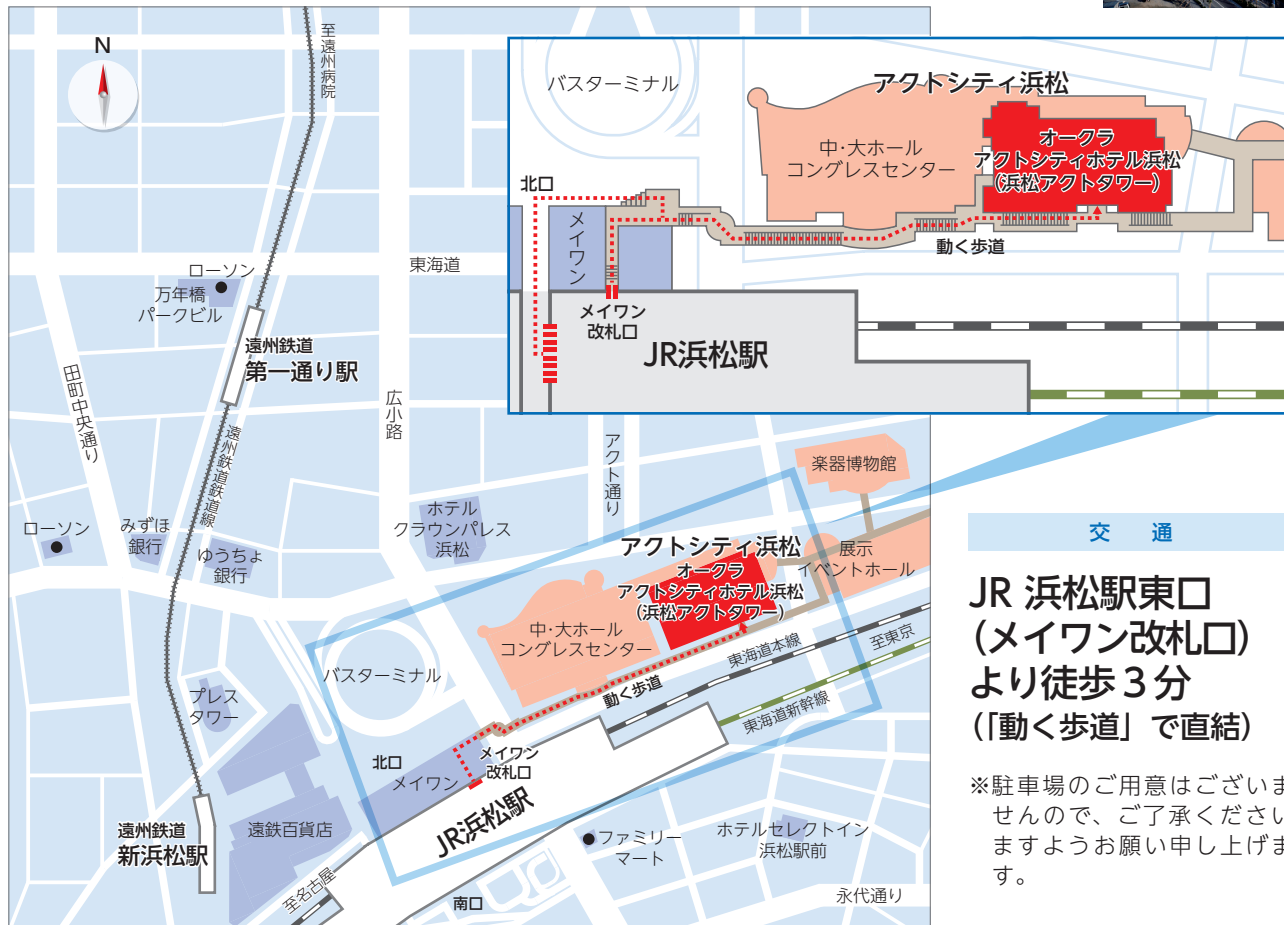 N
至遠州病院
ローソン
万年橋
パークビル
東海道
遠州鉄道
第一通り駅
田町中央通り
遠州鉄道鉄道線
広小路
アクト通り
ローソン
みずほ
銀行
ゆうちょ
銀行
ホテル
クラウンパレス
浜松
楽器博物館
アクトシティ浜松
オークラ
アクトシティホテル浜松
(浜松アクトタワー)
展示
イベントホール
中・大ホール
コングレスセンター
バスターミナル
プレス
タワー
動く歩道
東海道本線
至東京
東海道新幹線
北口
メイワン
メイワン
改札口
JR浜松駅
遠州鉄道
新浜松駅
遠鉄百貨店
至名古屋
南口
ファミリー
マート
ホテルセレクトイン
浜松駅前
永代通り
バスターミナル
アクトシティ浜松
中・大ホール
コングレスセンター
オークラ
アクトシティホテル浜松
(浜松アクトタワー)
北口
メイワン
動く歩道
メイワン
改札口
JR浜松駅
交 通
JR 浜松駅東口
(メイワン改札口)
より徒歩3分
(「動く歩道」で直結)
※駐車場のご用意はございま
せんので、ご了承ください
ますようお願い申し上げま
す。